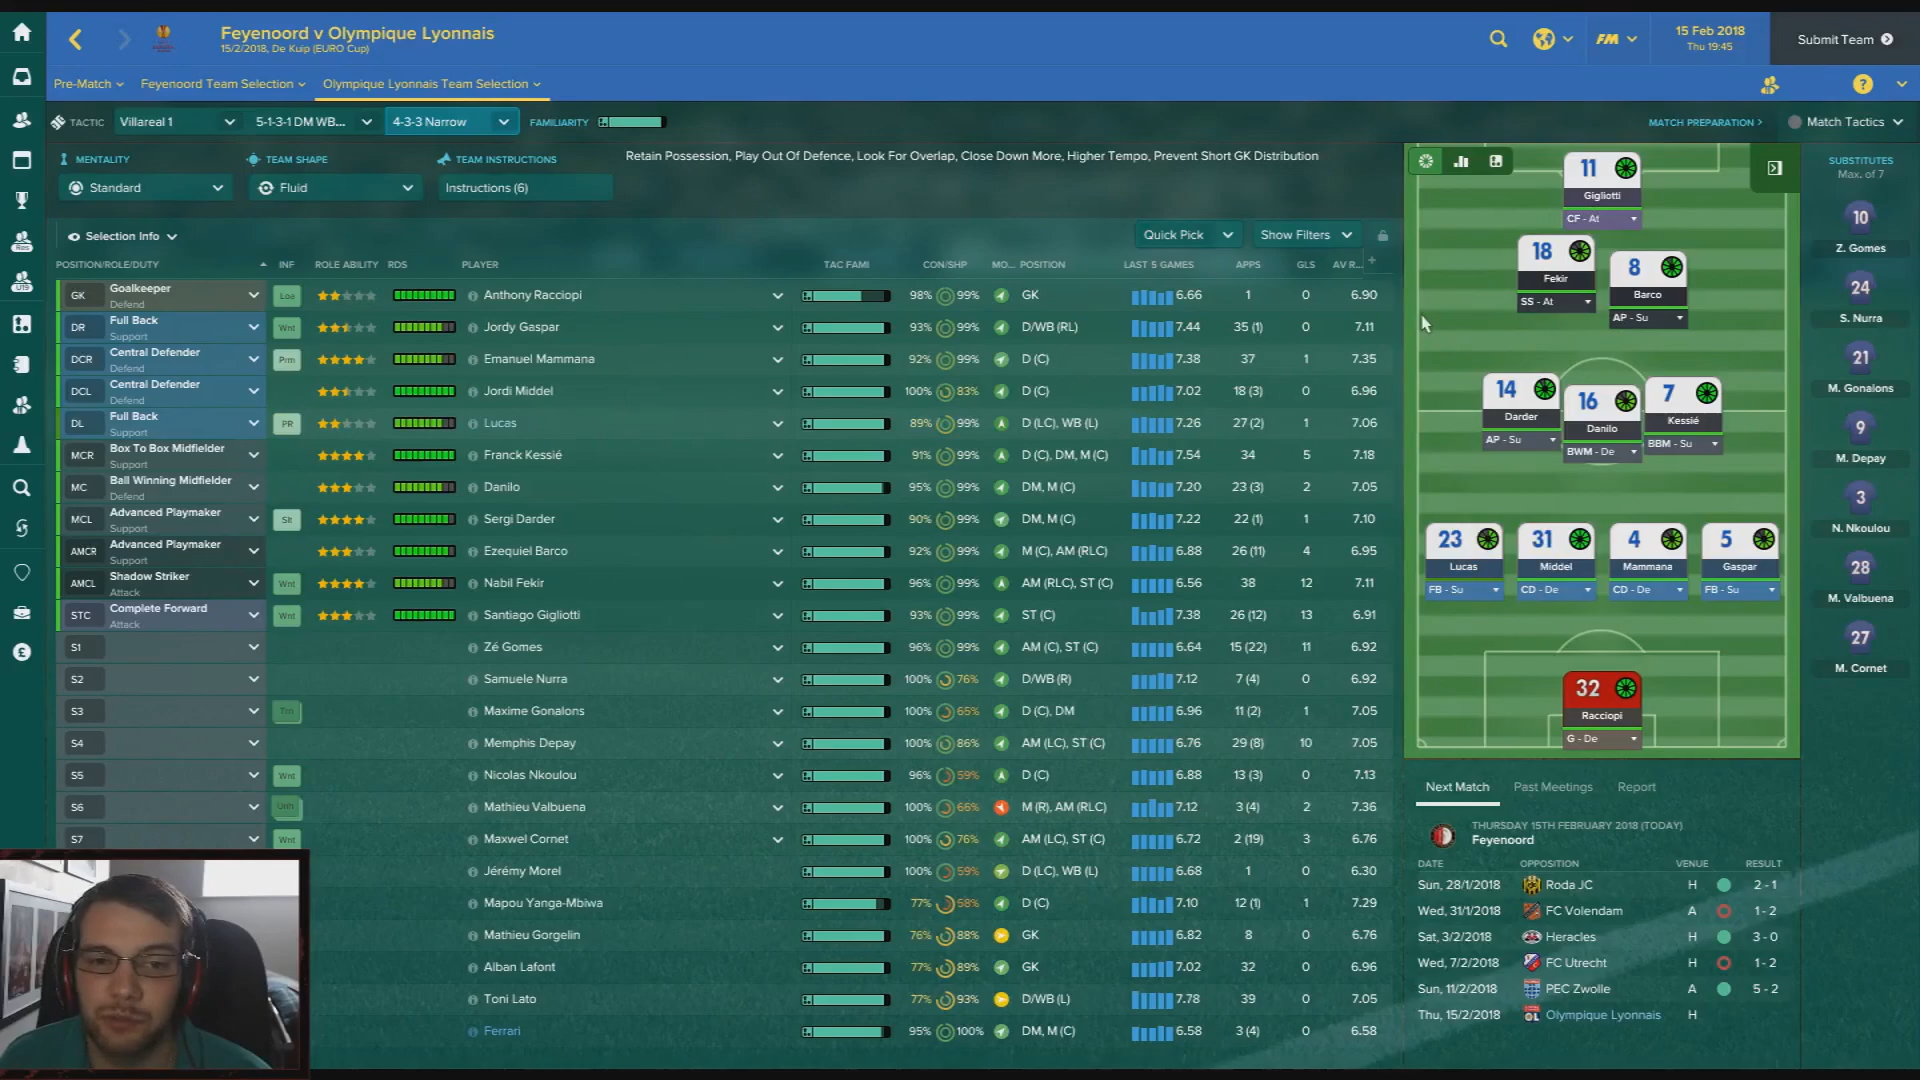 Feyenoord v Olympique Lyonnais
15/2/2018, De Kuip (EURO Cup)
FM
15 Feb 2018
Thu 19:45
Submit Team
Pre-Match
Feyenoord Team Selection
Olympique Lyonnais Team Selection
?
TACTIC
Villareal 1
5-1-3-1 DM WB...
4-3-3 Narrow
FAMILIARITY
MATCH PREPARATION >
Match Tactics
MENTALITY
TEAM SHAPE
TEAM INSTRUCTIONS
Retain Possession, Play Out Of Defence, Look For Overlap, Close Down More, Higher Tempo, Prevent Short GK Distribution
Standard
Fluid
Instructions (6)
Selection Info
Quick Pick
Show Filters
POSITION/ROLE/DUTY INF ROLE ABILITY RDS PLAYER TAC FAMI CON/SHP MO... POSITION LAST 5 GAMES APPS GLS AV R...
GK Goalkeeper Defend Loa Anthony Racciopi 98% 99% GK 6.66 1 0 6.90
DR Full Back Support Wnt Jordy Gaspar 93% 99% D/WB (RL) 7.44 35 (1) 0 7.11
DCR Central Defender Defend Prm Emanuel Mammana 92% 99% D (C) 7.38 37 1 7.35
DCL Central Defender Defend Jordi Middel 100% 83% D (C) 7.02 18 (3) 0 6.96
DL Full Back Support PR Lucas 89% 99% D (LC), WB (L) 7.26 27 (2) 1 7.06
MCR Box To Box Midfielder Support Franck Kessié 91% 99% D (C), DM, M (C) 7.54 34 5 7.18
MC Ball Winning Midfielder Defend Danilo 95% 99% DM, M (C) 7.20 23 (3) 2 7.05
MCL Advanced Playmaker Support Slt Sergi Darder 90% 99% DM, M (C) 7.22 22 (1) 1 7.10
AMCR Advanced Playmaker Support Ezequiel Barco 92% 99% M (C), AM (RLC) 6.88 26 (11) 4 6.95
AMCL Shadow Striker Attack Wnt Nabil Fekir 96% 99% AM (RLC), ST (C) 6.56 38 12 7.11
STC Complete Forward Attack Wnt Santiago Gigliotti 93% 99% ST (C) 7.38 26 (12) 13 6.91
S1 Zé Gomes 96% 99% AM (C), ST (C) 6.64 15 (22) 11 6.92
S2 Samuele Nurra 100% 76% D/WB (R) 7.12 7 (4) 0 6.92
S3 Trn Maxime Gonalons 100% 65% D (C), DM 6.96 11 (2) 1 7.05
S4 Memphis Depay 100% 86% AM (LC), ST (C) 6.76 29 (8) 10 7.05
S5 Wnt Nicolas Nkoulou 96% 59% D (C) 6.88 13 (3) 0 7.13
S6 Unh Mathieu Valbuena 100% 66% M (R), AM (RLC) 7.12 3 (4) 2 7.36
S7 Wnt Maxwel Cornet 100% 76% AM (LC), ST (C) 6.72 2 (19) 3 6.76
Jérémy Morel 100% 59% D (LC), WB (L) 6.68 1 0 6.30
Mapou Yanga-Mbiwa 77% 58% D (C) 7.10 12 (1) 1 7.29
Mathieu Gorgelin 76% 88% GK 6.82 8 0 6.76
Alban Lafont 77% 89% GK 7.02 32 0 6.96
Toni Lato 77% 93% D/WB (L) 7.78 39 0 7.05
Ferrari 95% 100% DM, M (C) 6.58 3 (4) 0 6.58
11
Gigliotti
CF - At
18
Fekir
SS - At
8
Barco
AP - Su
14
Darder
AP - Su
16
Danilo
BWM - De
7
Kessié
BBM - Su
23
Lucas
FB - Su
31
Middel
CD - De
4
Mammana
CD - De
5
Gaspar
FB - Su
32
Racciopi
G - De
SUBSTITUTES
Max. of 7
10
Z. Gomes
24
S. Nurra
21
M. Gonalons
9
M. Depay
3
N. Nkoulou
28
M. Valbuena
27
M. Cornet
Next Match
Past Meetings
Report
THURSDAY 15TH FEBRUARY 2018 (TODAY)
Feyenoord
DATE OPPOSITION VENUE RESULT
Sun, 28/1/2018 Roda JC H 2 - 1
Wed, 31/1/2018 FC Volendam A 1 - 2
Sat, 3/2/2018 Heracles H 3 - 0
Wed, 7/2/2018 FC Utrecht H 1 - 2
Sun, 11/2/2018 PEC Zwolle A 5 - 2
Thu, 15/2/2018 Olympique Lyonnais H